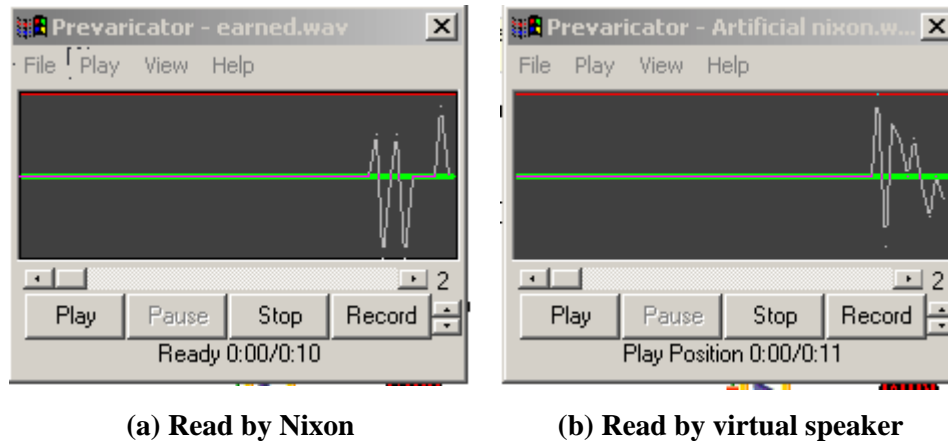 Prevaricator - earned.wav
File Play View Help
2
Play Pause Stop Record
Ready 0:00/0:10
(a) Read by Nixon
Prevaricator - Artificial nixon.w...
File Play View Help
2
Play Pause Stop Record
Play Position 0:00/0:11
(b) Read by virtual speaker